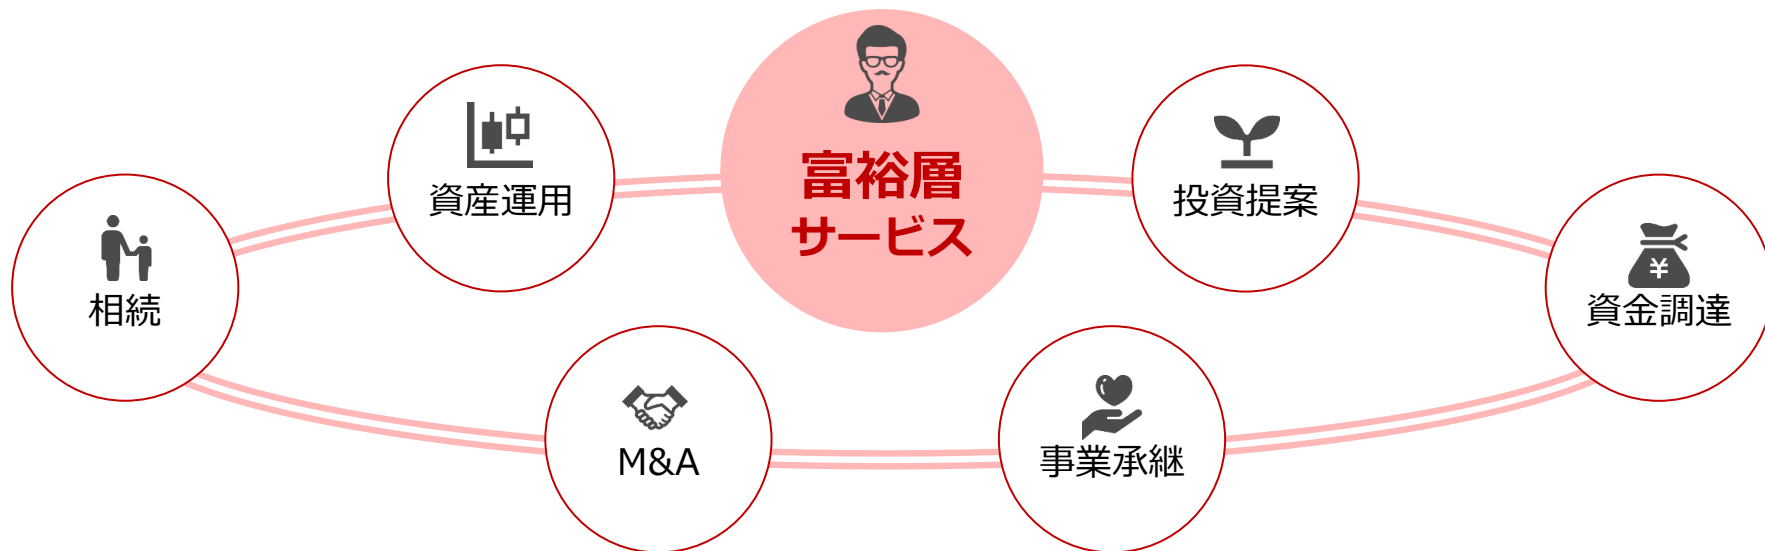 富裕層
サービス
資産運用
投資提案
相続
資金調達
M&A
事業承継
¥